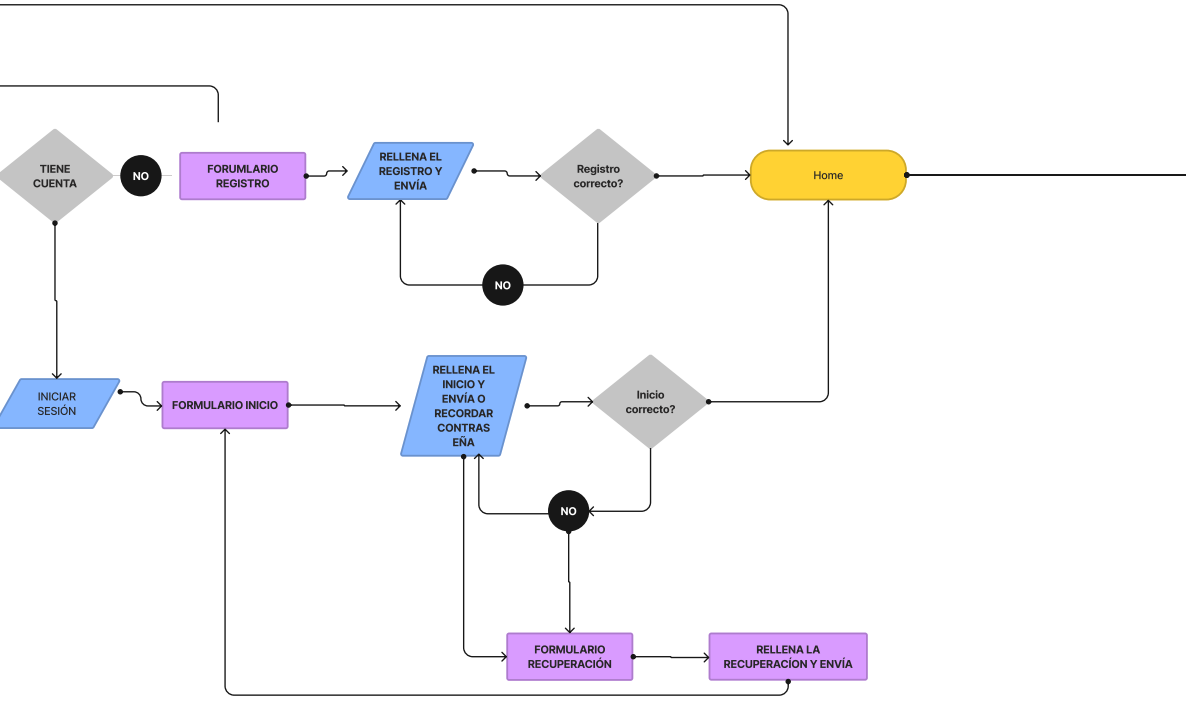 TIENE
CUENTA
NO
FORUMLARIO
REGISTRO
RELLENA EL
REGISTRO Y
ENVÍA
Registro
correcto?
Home
NO
INICIAR
SESIÓN
FORMULARIO INICIO
RELLENA EL
INICIO Y
ENVÍA O
RECORDAR
CONTRAS
EÑA
Inicio
correcto?
NO
FORMULARIO
RECUPERACIÓN
RELLENA LA
RECUPERACÍON Y ENVÍA